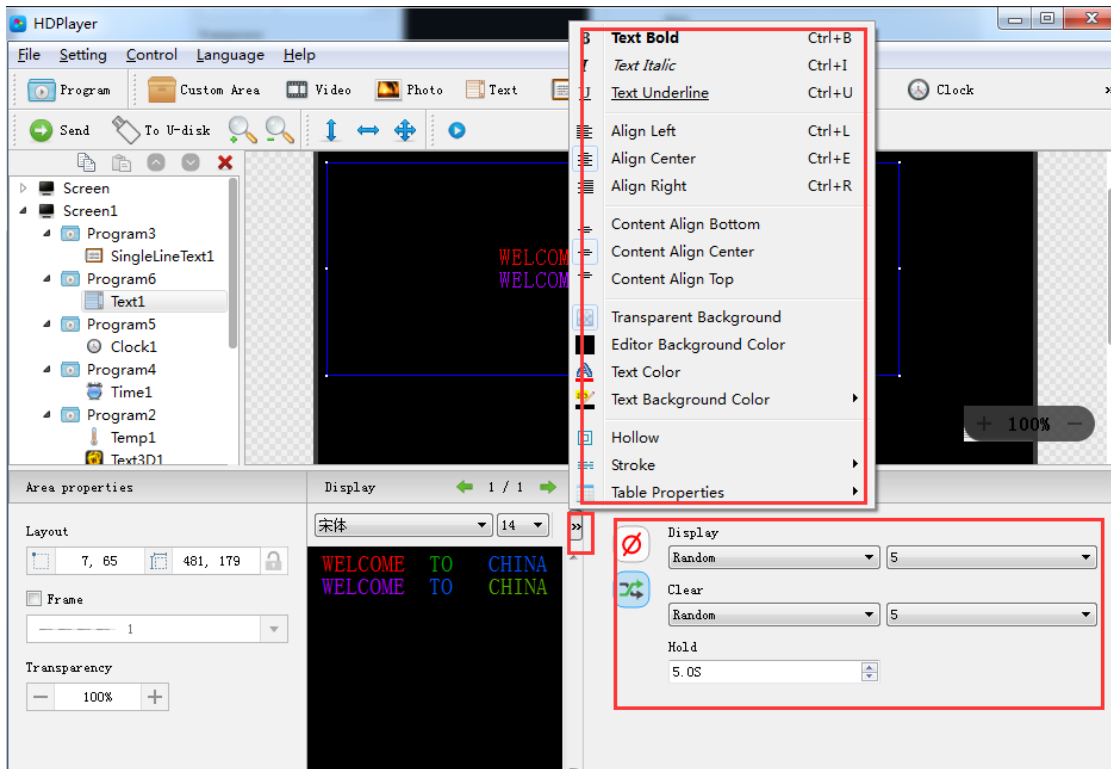 HDPlayer
File Setting Control Language Help
Program Custom Area Video Photo Text Clock
Send To U-disk
Screen
Screen1
Program3
SingleLineText1
Program6
Text1
Program5
Clock1
Program4
Time1
Program2
Temp1
Text3D1
WELCOM
WELCOM
B Text Bold Ctrl+B
I Text Italic Ctrl+I
U Text Underline Ctrl+U
Align Left Ctrl+L
Align Center Ctrl+E
Align Right Ctrl+R
Content Align Bottom
Content Align Center
Content Align Top
Transparent Background
Editor Background Color
Text Color
Text Background Color
Hollow
Stroke
Table Properties
+ 100% −
Area properties
Layout
7, 65 481, 179
Frame
1
Transparency
− 100% +
Display 1 / 1
宋体 14 »
WELCOME TO CHINA
WELCOME TO CHINA
Display
Random 5
Clear
Random 5
Hold
5.0S